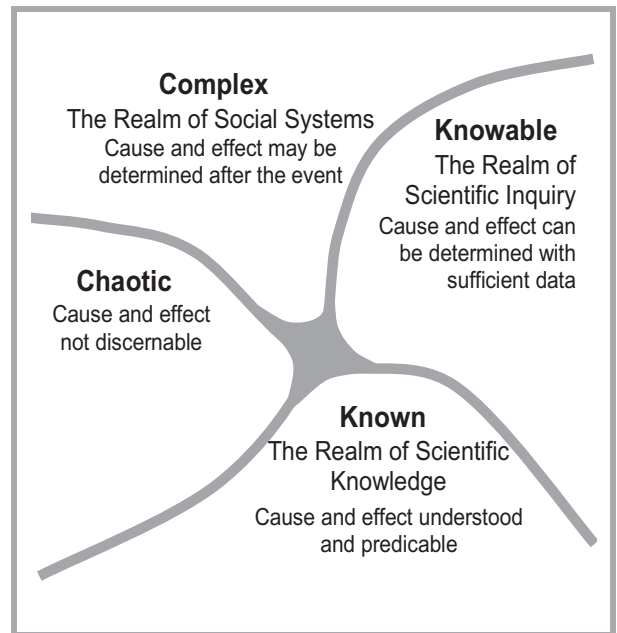 Complex
The Realm of Social Systems
Cause and effect may be
determined after the event
Knowable
The Realm of
Scientific Inquiry
Cause and effect can
be determined with
sufficient data
Chaotic
Cause and effect
not discernable
Known
The Realm of Scientific
Knowledge
Cause and effect understood
and predicable